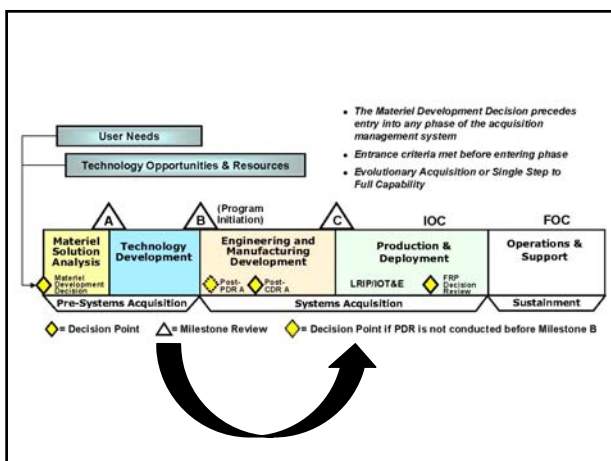 User Needs
Technology Opportunities & Resources
• The Materiel Development Decision precedes
entry into any phase of the acquisition
management system
• Entrance criteria met before entering phase
• Evolutionary Acquisition or Single Step to
Full Capability
A
B
(Program
Initiation)
C
IOC
FOC
Materiel
Solution
Analysis
Materiel
Development
Decision
Technology
Development
Engineering and
Manufacturing
Development
Post-
PDR A
Post-
CDR A
Production &
Deployment
LRIP/IOT&E
FRP
Decision
Review
Operations &
Support
Pre-Systems Acquisition
Systems Acquisition
Sustainment
= Decision Point
= Milestone Review
= Decision Point if PDR is not conducted before Milestone B